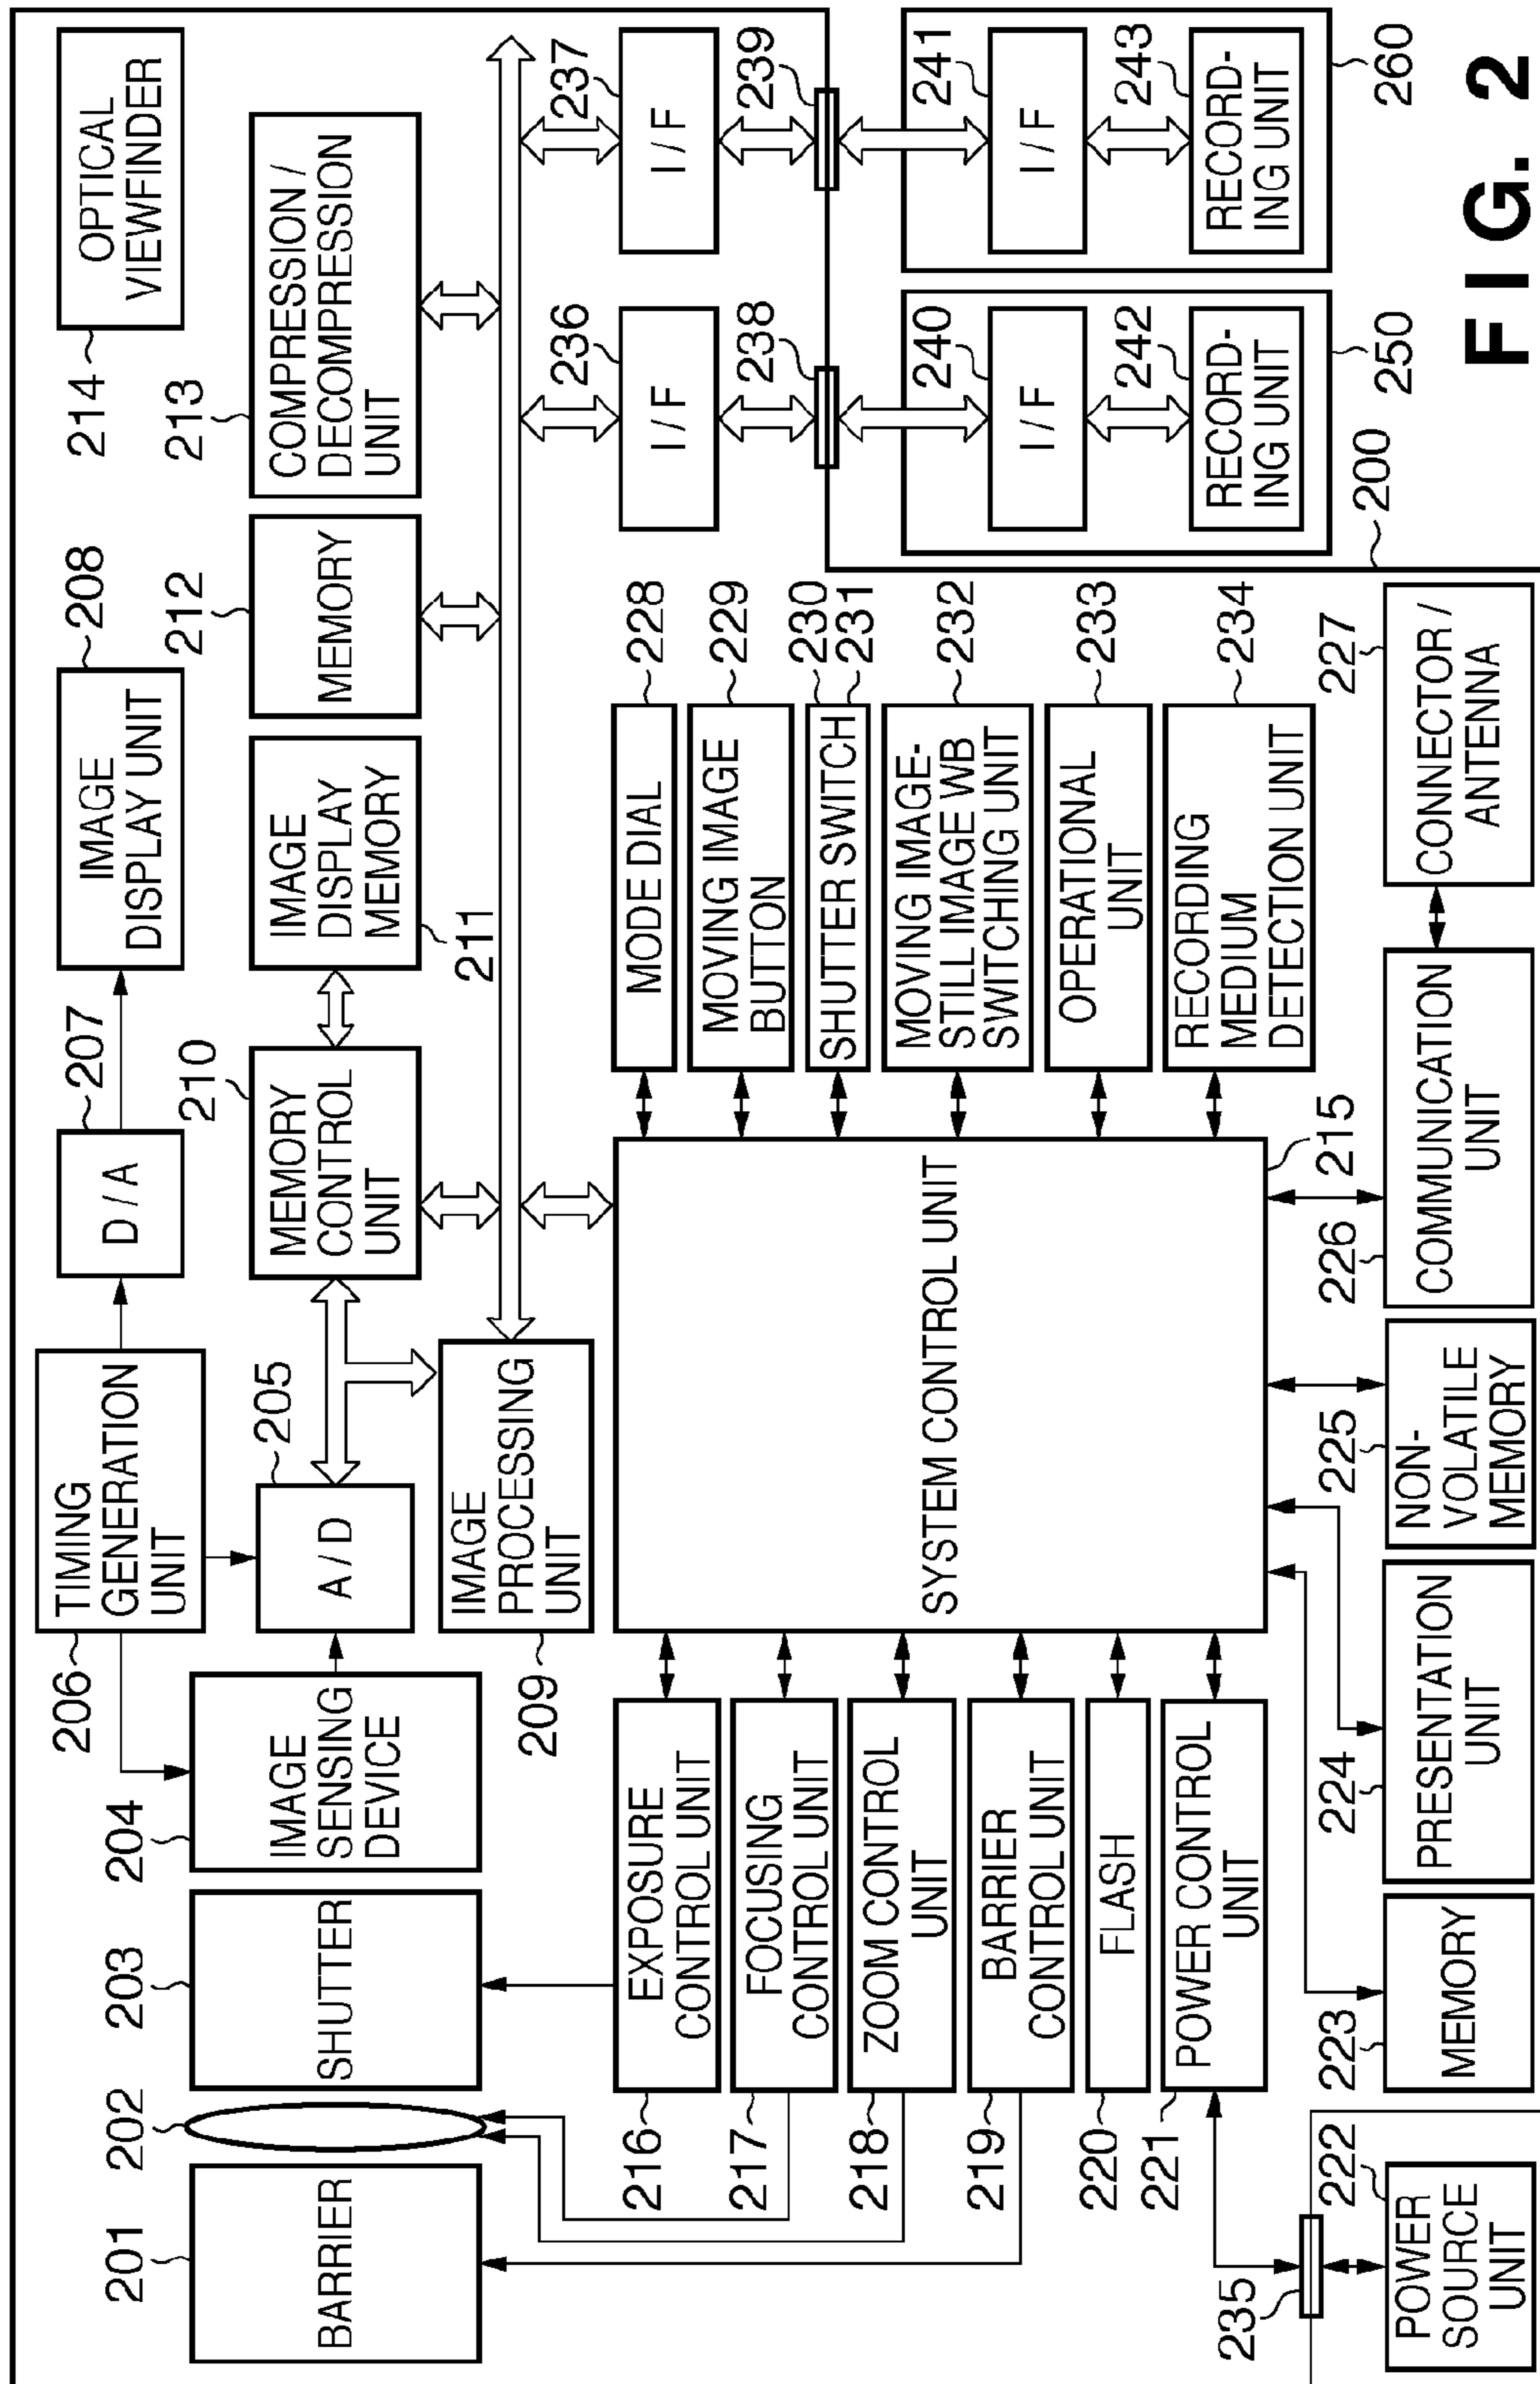 206
TIMING
GENERATION
UNIT
D / A
207
IMAGE
DISPLAY UNIT
208
214
OPTICAL
VIEWFINDER
201
202
203
204
BARRIER
SHUTTER
IMAGE
SENSING
DEVICE
A / D
205
210
MEMORY
CONTROL
UNIT
IMAGE
DISPLAY
MEMORY
211
212
MEMORY
213
COMPRESSION /
DECOMPRESSION
UNIT
209
IMAGE
PROCESSING
UNIT
216
EXPOSURE
CONTROL UNIT
217
FOCUSING
CONTROL UNIT
218
ZOOM CONTROL
UNIT
219
BARRIER
CONTROL UNIT
220
FLASH
221
POWER CONTROL
UNIT
SYSTEM CONTROL UNIT
215
MODE DIAL
228
MOVING IMAGE
BUTTON
229
SHUTTER SWITCH
230
231
MOVING IMAGE-
STILL IMAGE WB
SWITCHING UNIT
232
OPERATIONAL
UNIT
233
RECORDING
MEDIUM
DETECTION UNIT
234
236
I / F
237
I / F
238
239
240
I / F
241
I / F
242
RECORD-
ING UNIT
243
RECORD-
ING UNIT
250
260
235
222
POWER
SOURCE
UNIT
223
MEMORY
224
PRESENTATION
UNIT
225
NON-
VOLATILE
MEMORY
226
COMMUNICATION
UNIT
227
CONNECTOR /
ANTENNA
200
FIG. 2